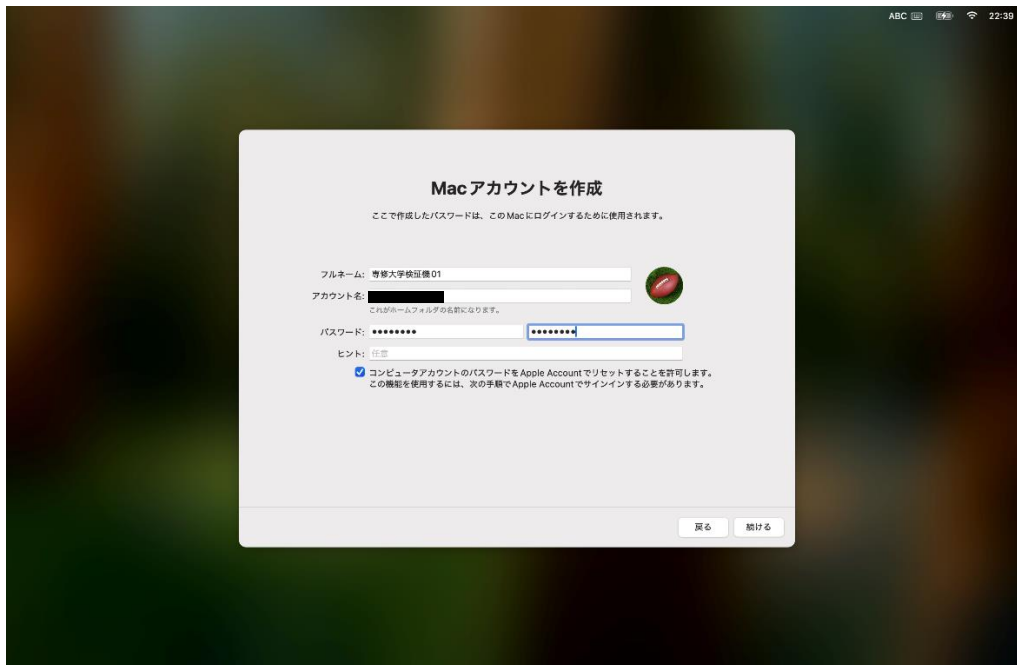 ABC 22:39
Macアカウントを作成
ここで作成したパスワードは、このMacにログインするために使用されます。
フルネーム: 専修大学検証機01
アカウント名:
これがホームフォルダの名前になります。
パスワード: ●●●●●●●● ●●●●●●●●
ヒント: 任意
コンピュータアカウントのパスワードをApple Accountでリセットすることを許可します。
この機能を使用するには、次の手順でApple Accountでサインインする必要があります。
戻る 続ける